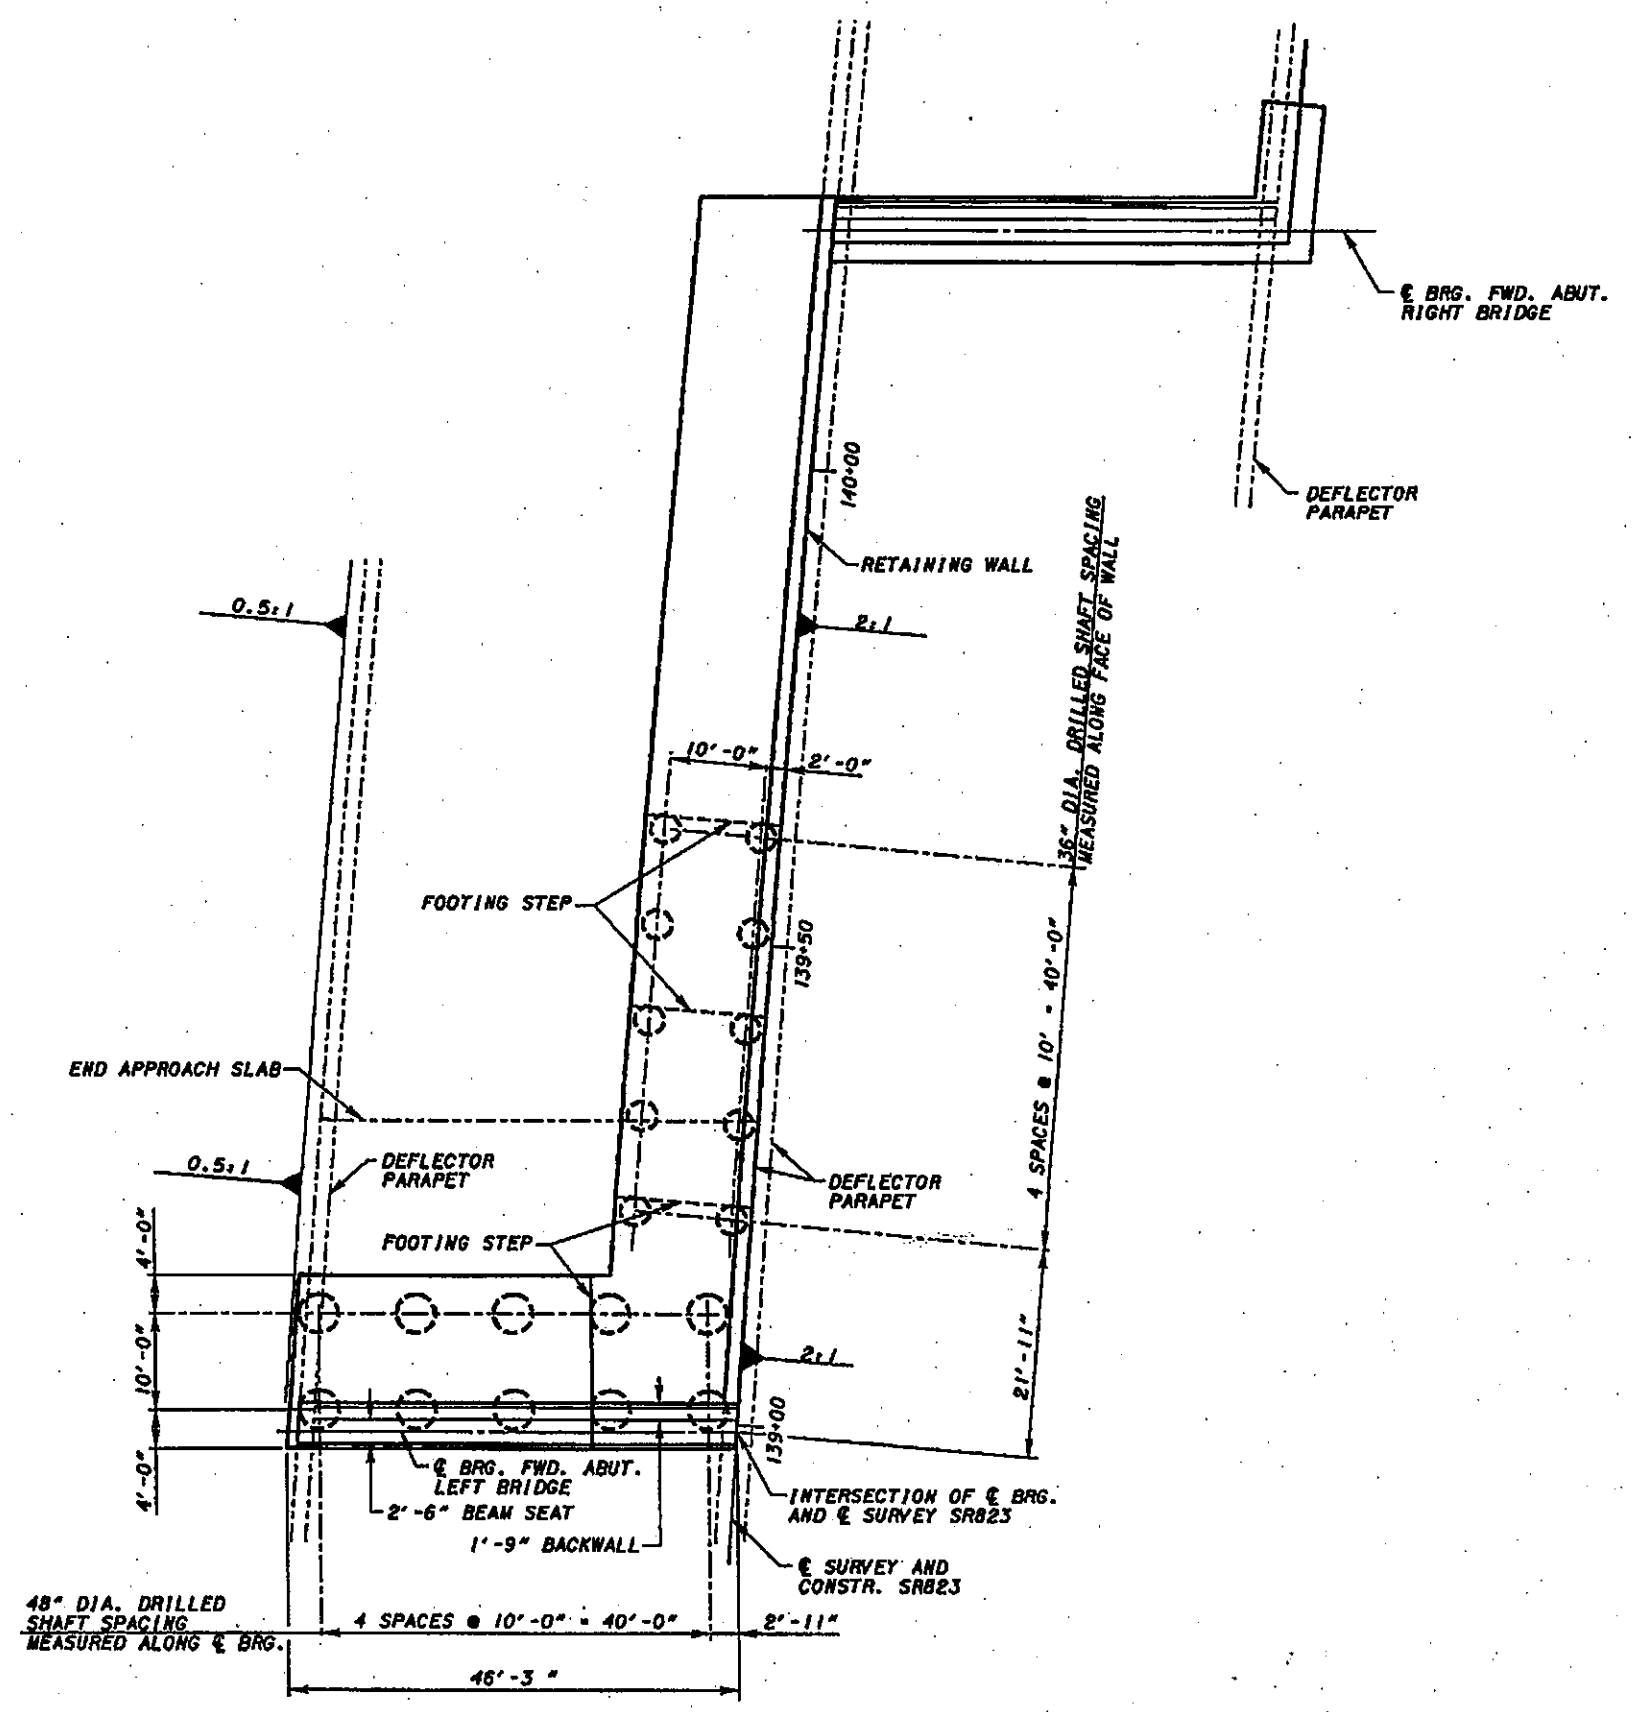 ℄ BRG. FWD. ABUT.
RIGHT BRIDGE
140+00
DEFLECTOR
PARAPET
RETAINING WALL
36" DIA. DRILLED SHAFT SPACING
MEASURED ALONG FACE OF WALL
0.5:1
2:1
10'-0"
2'-0"
FOOTING STEP
139+50
4 SPACES @ 10' = 40'-0"
END APPROACH SLAB
0.5:1
DEFLECTOR
PARAPET
DEFLECTOR
PARAPET
4'-0"
FOOTING STEP
10'-0"
2:1
21'-11"
139+00
4'-0"
℄ BRG. FWD. ABUT.
LEFT BRIDGE
2'-6" BEAM SEAT
1'-9" BACKWALL
INTERSECTION OF ℄ BRG.
AND ℄ SURVEY SR823
℄ SURVEY AND
CONSTR. SR823
48" DIA. DRILLED
SHAFT SPACING
MEASURED ALONG ℄ BRG.
4 SPACES @ 10'-0" = 40'-0"
2'-11"
46'-3 "